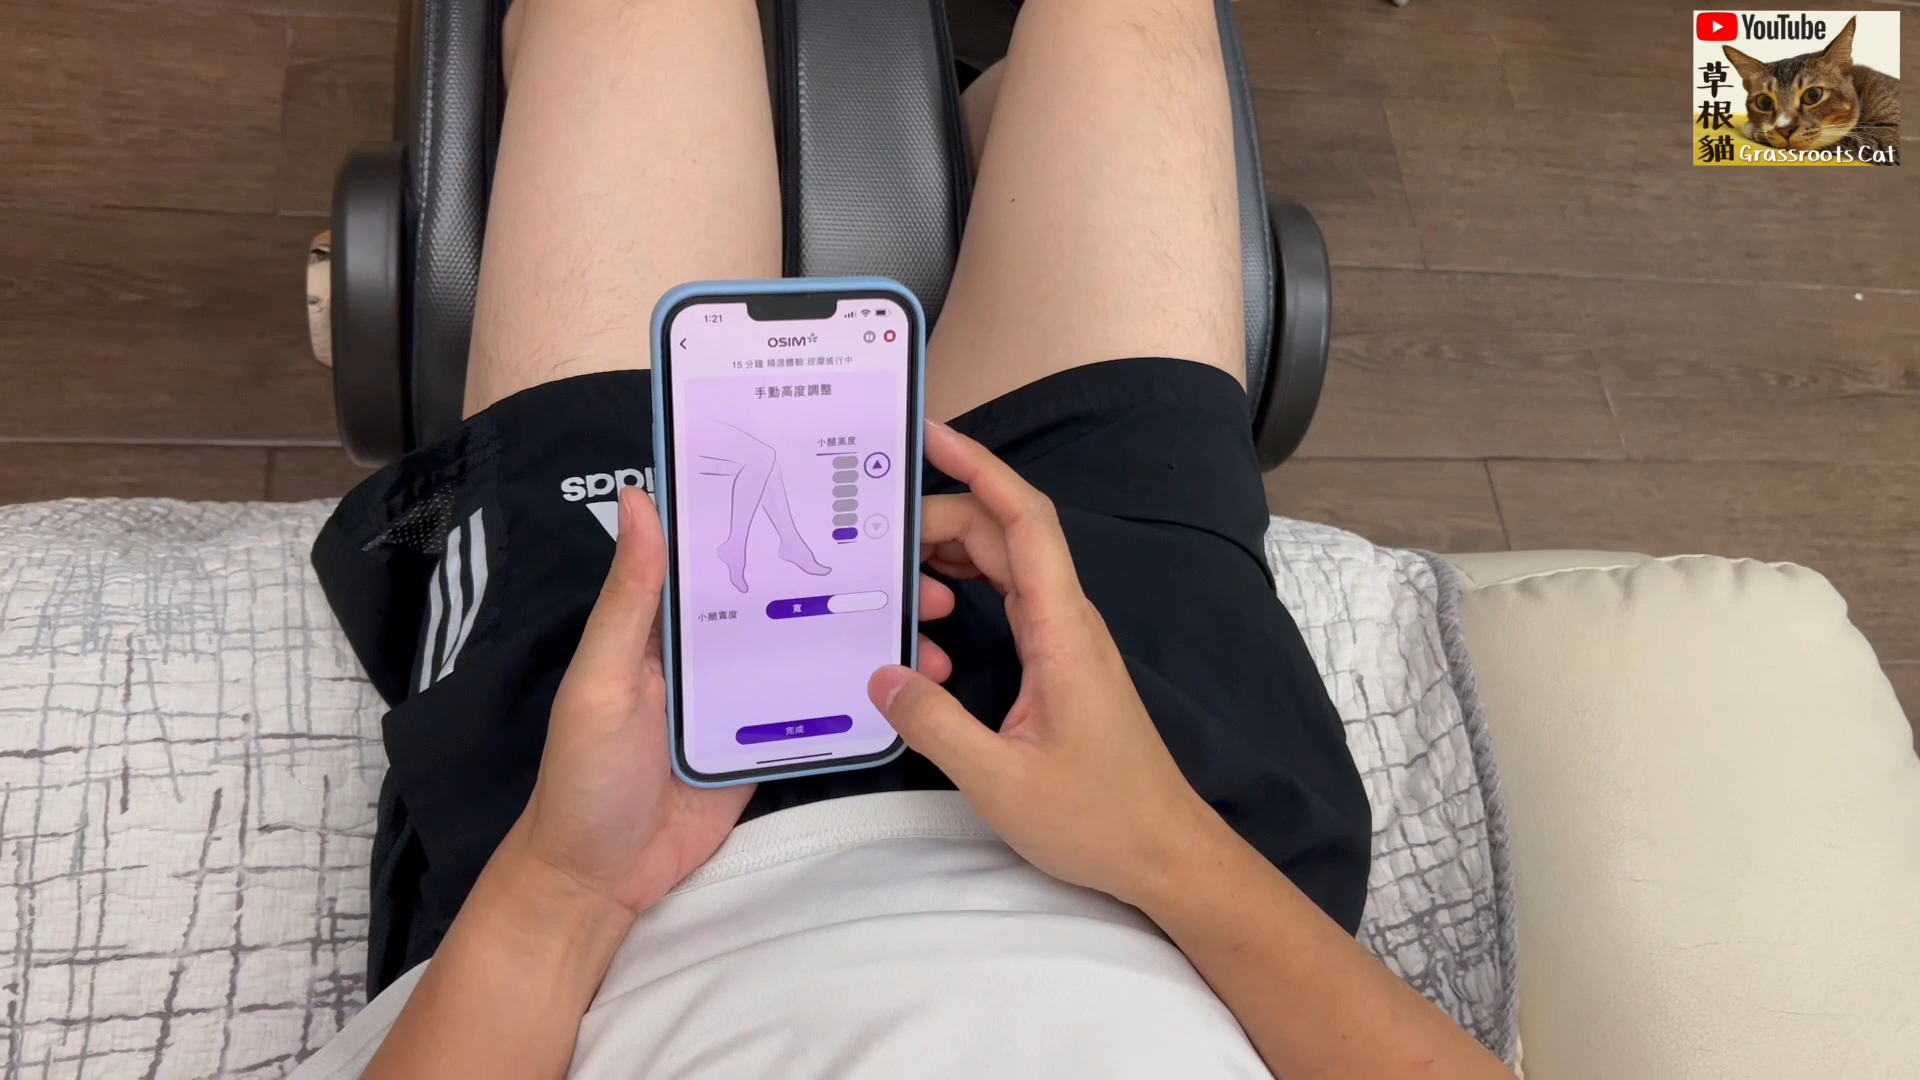 YouTube
草根貓
Grassroots Cat
adidas
1:21
OSIM
15 分鐘 精選體驗 按摩進行中
手動高度調整
小腿高度
小腿寬度
寬
完成